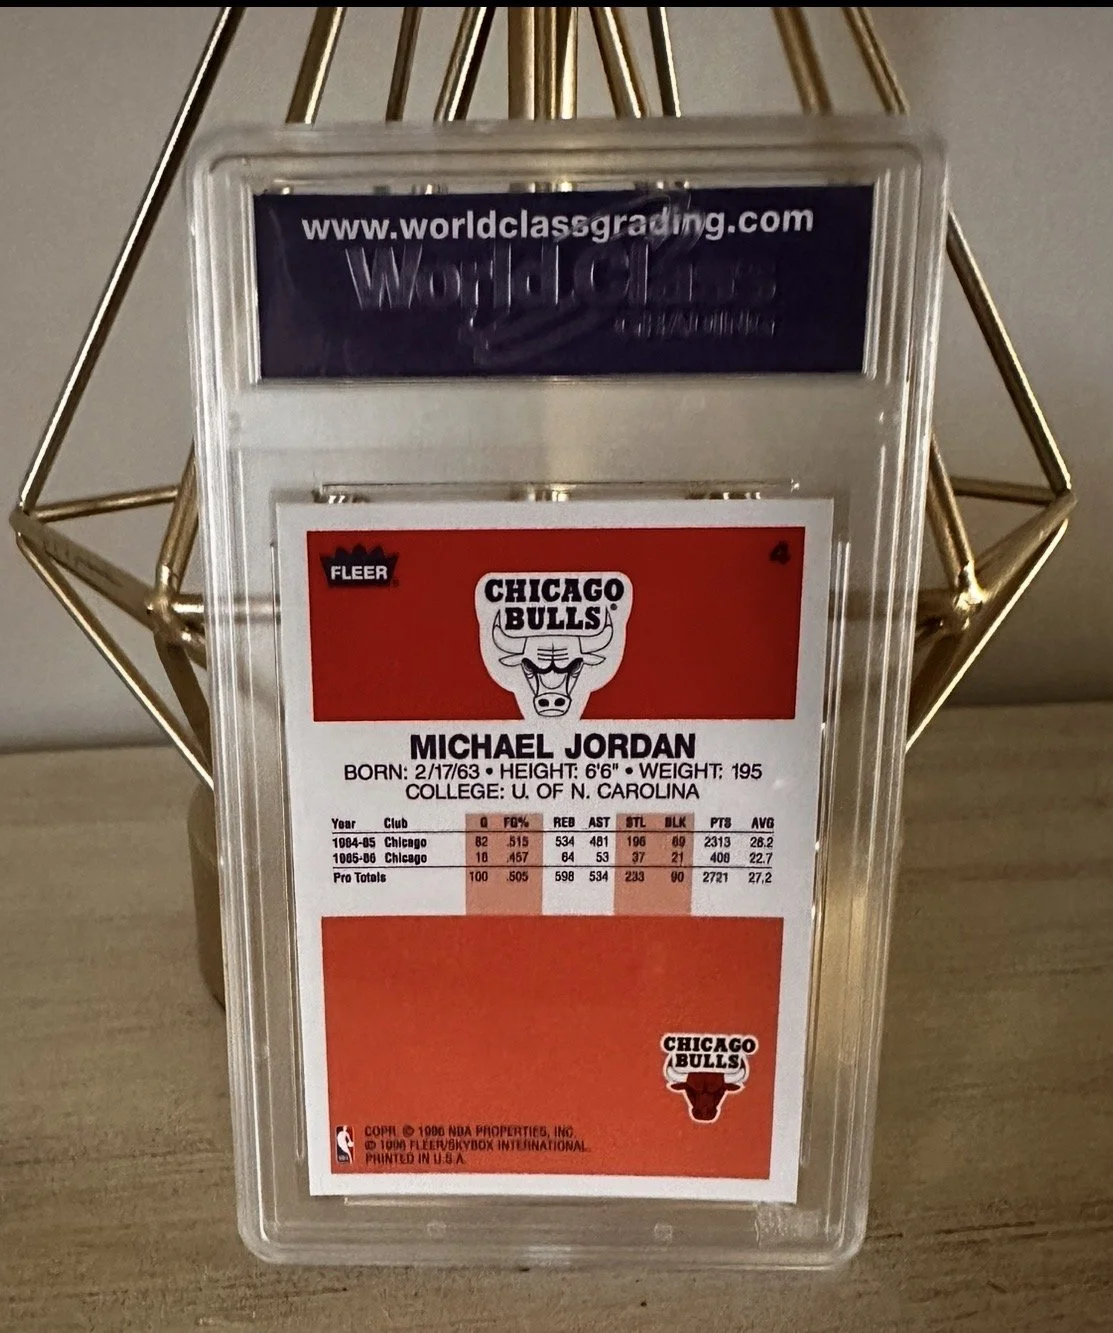 www.worldclassgrading.com
World Class
GRADING
FLEER
4
CHICAGO
BULLS
MICHAEL JORDAN
BORN: 2/17/63 • HEIGHT: 6'6" • WEIGHT: 195
COLLEGE: U. OF N. CAROLINA
Year Club G FG% REB AST STL BLK PTS AVG
1984-85 Chicago 82 .515 534 481 196 69 2313 28.2
1985-86 Chicago 18 .457 64 53 37 21 408 22.7
Pro Totals 100 .505 598 534 233 90 2721 27.2
CHICAGO
BULLS
COPR. © 1996 NBA PROPERTIES, INC.
© 1996 FLEER/SKYBOX INTERNATIONAL
PRINTED IN U.S.A.